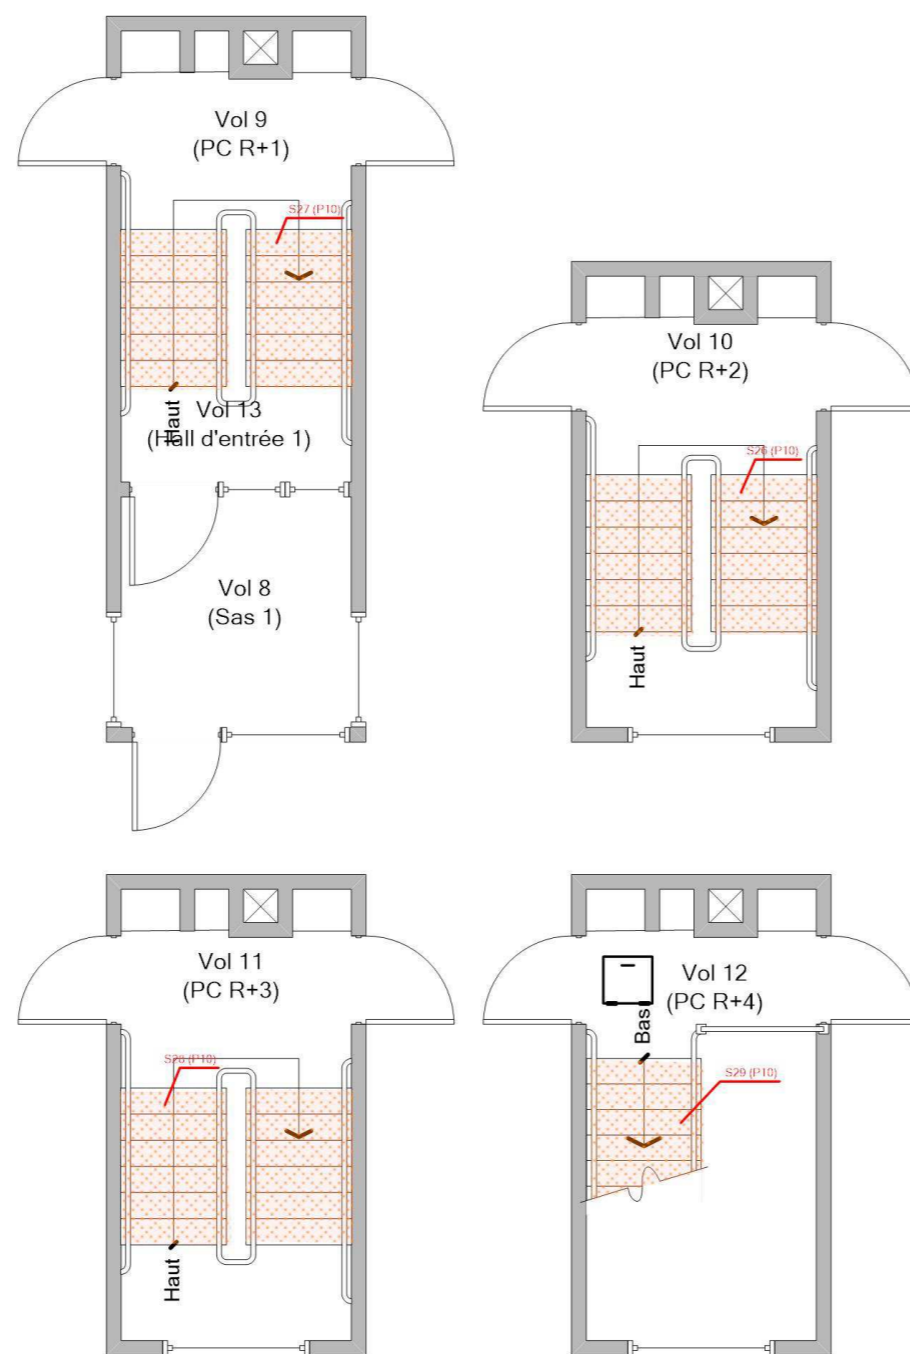 Vol 9
(PC R+1)
S27 (P10)
Vol 13
(Hall d'entrée 1)
Haut
Vol 8
(Sas 1)
Vol 10
(PC R+2)
S26 (P10)
Haut
Vol 11
(PC R+3)
S28 (P10)
Haut
Vol 12
(PC R+4)
Bas
S29 (P10)